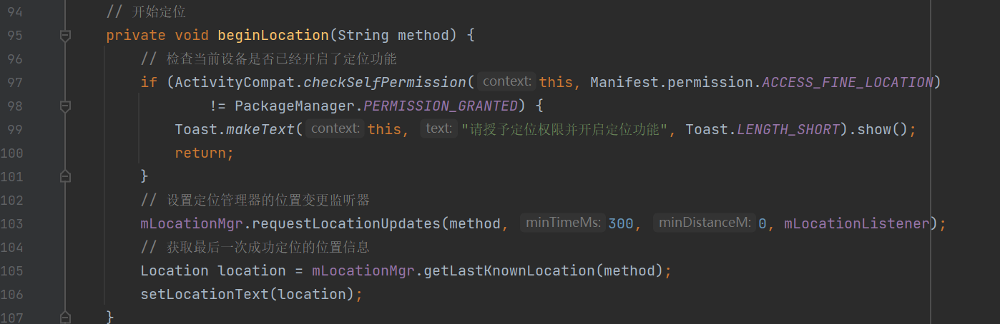 94 // 开始定位
95 private void beginLocation(String method) {
96 // 检查当前设备是否已经开启了定位功能
97 if (ActivityCompat.checkSelfPermission( context: this, Manifest.permission.ACCESS_FINE_LOCATION)
98 != PackageManager.PERMISSION_GRANTED) {
99 Toast.makeText( context: this, text: "请授予定位权限并开启定位功能", Toast.LENGTH_SHORT).show();
100 return;
101 }
102 // 设置定位管理器的位置变更监听器
103 mLocationMgr.requestLocationUpdates(method, minTimeMs: 300, minDistanceM: 0, mLocationListener);
104 // 获取最后一次成功定位的位置信息
105 Location location = mLocationMgr.getLastKnownLocation(method);
106 setLocationText(location);
107 }